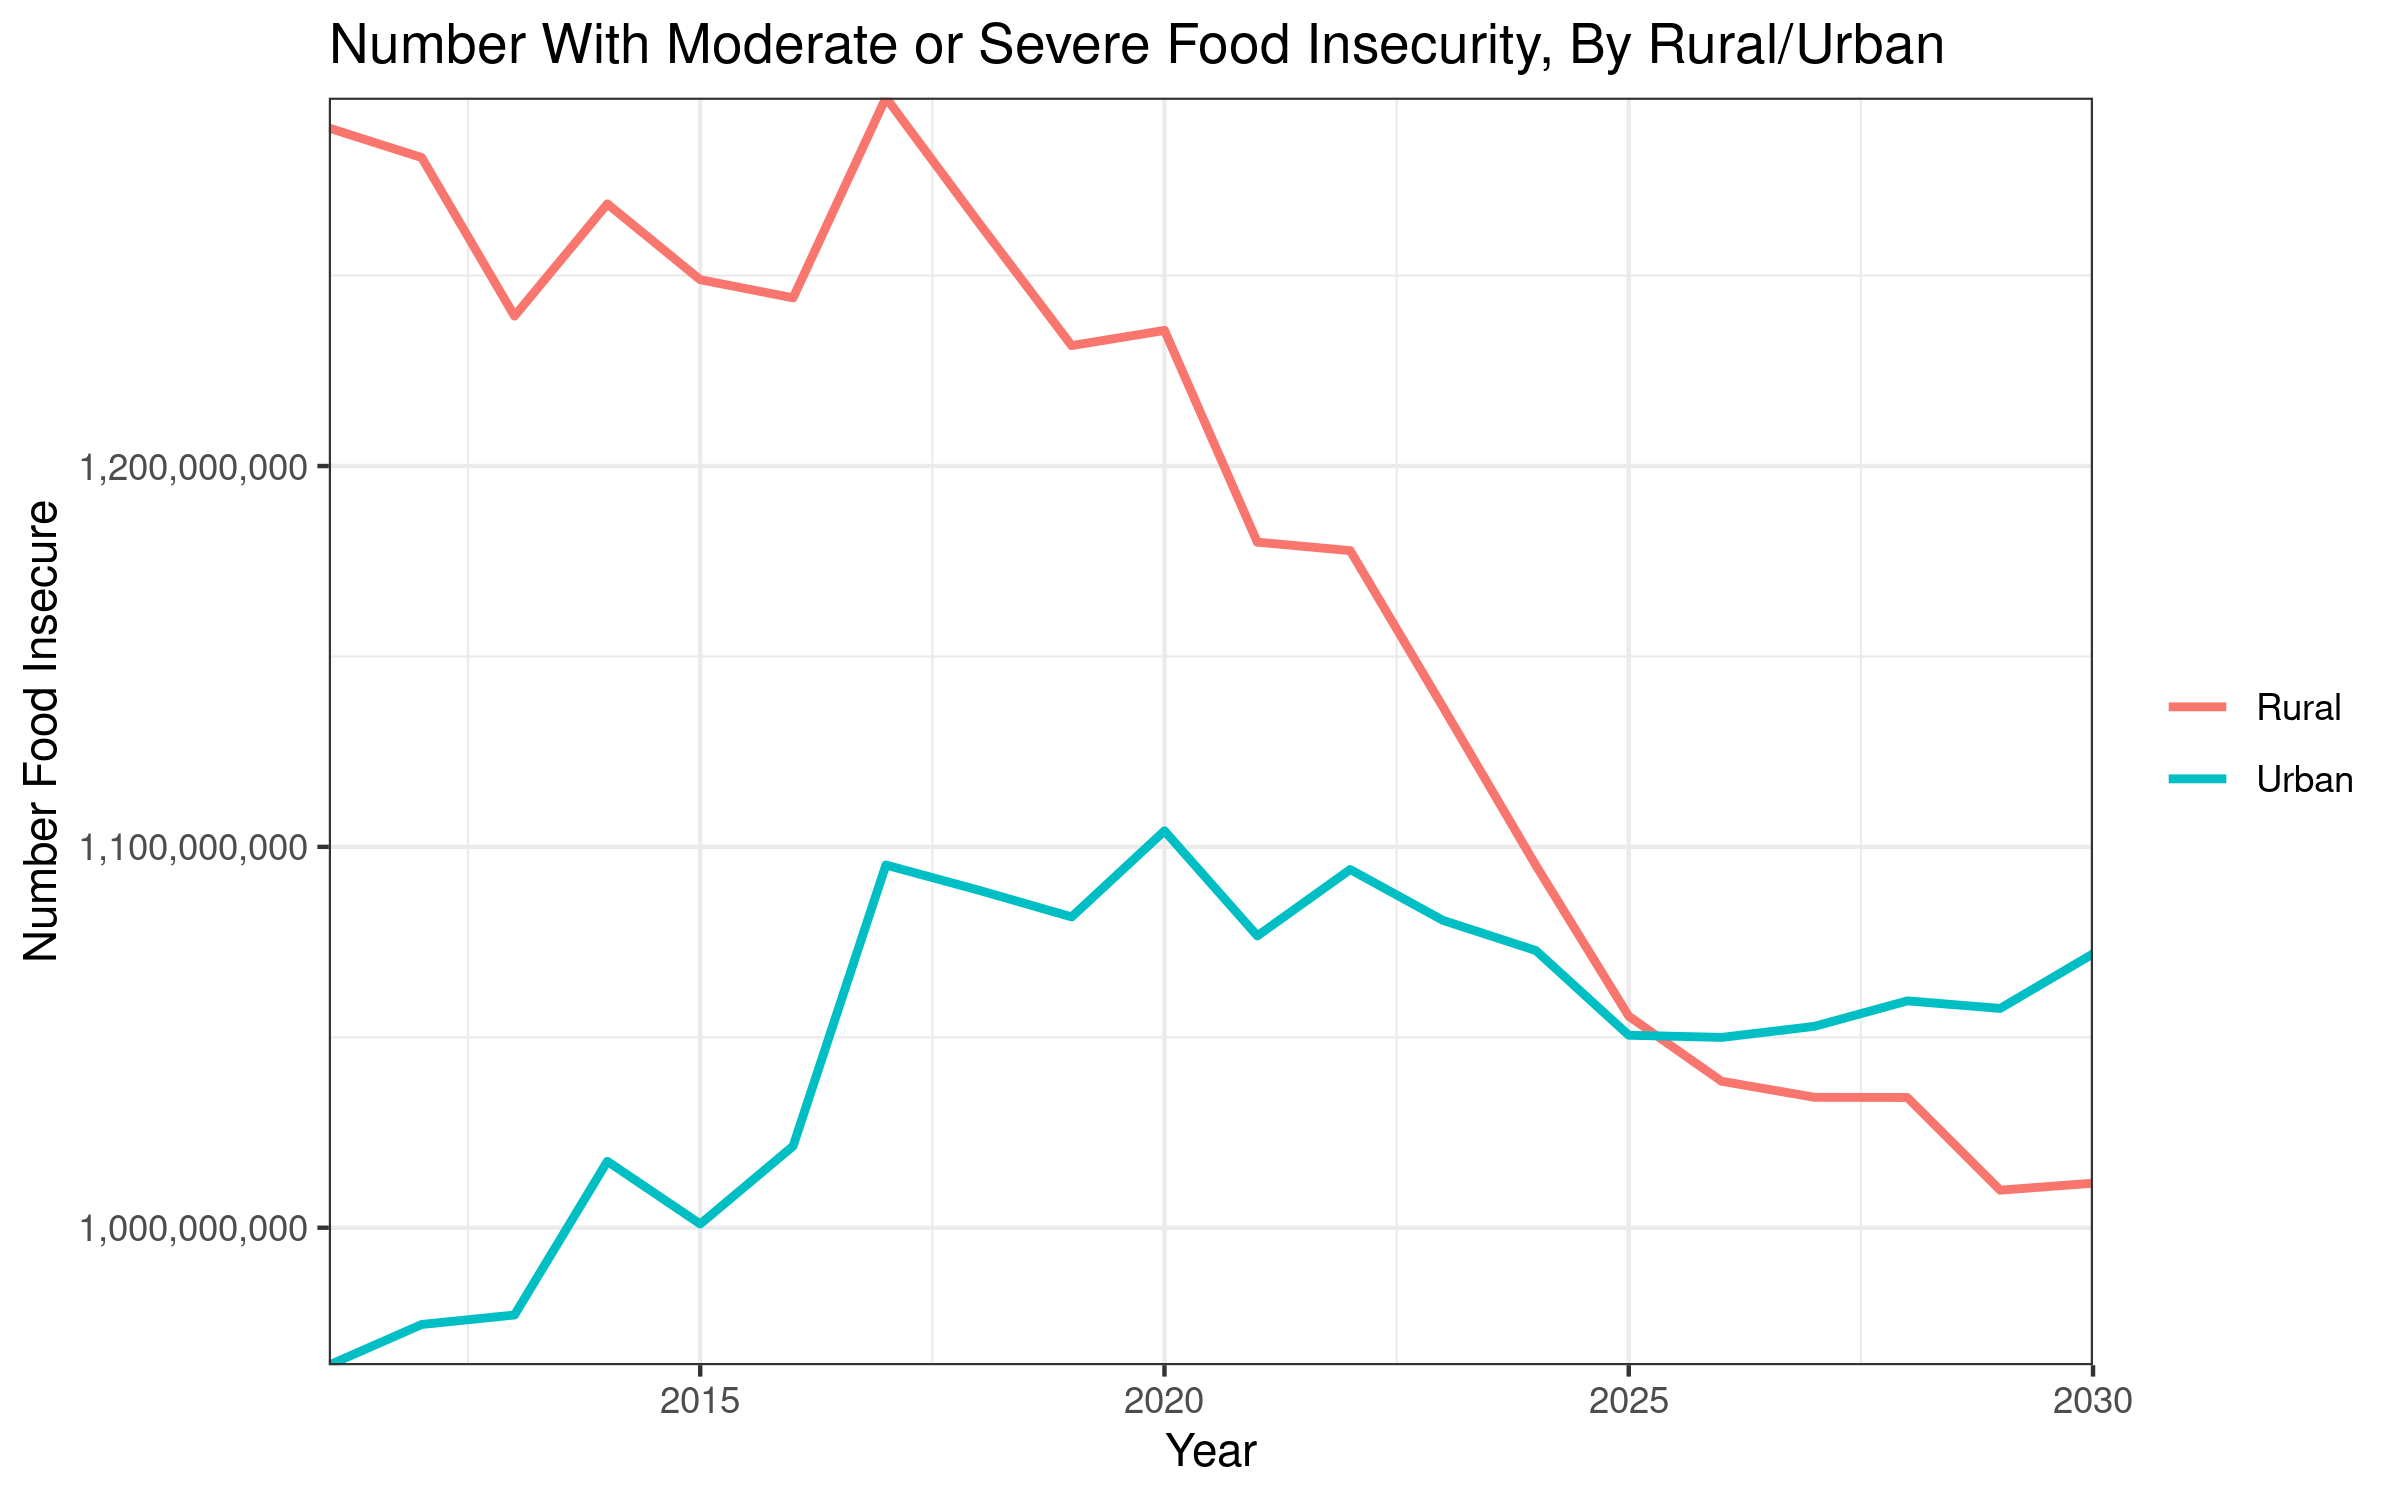 Number With Moderate or Severe Food Insecurity, By Rural/Urban
Number Food Insecure
1,200,000,000
1,100,000,000
1,000,000,000
2015
2020
2025
2030
Year
Rural
Urban